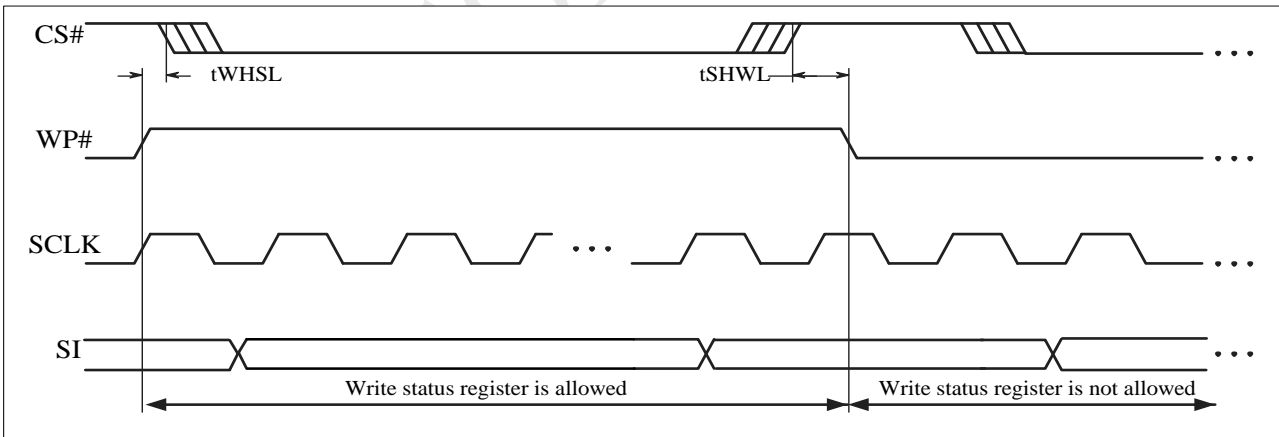 CS#
tWHSL
tSHWL
WP#
SCLK
SI
Write status register is allowed
Write status register is not allowed